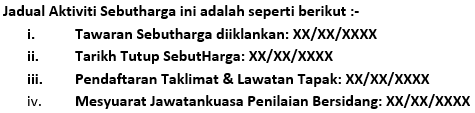 Jadual Aktiviti Sebutharga ini adalah seperti berikut :-
i. Tawaran Sebutharga diiklankan: XX/XX/XXXX
ii. Tarikh Tutup SebutHarga: XX/XX/XXXX
iii. Pendaftaran Taklimat & Lawatan Tapak: XX/XX/XXXX
iv. Mesyuarat Jawatankuasa Penilaian Bersidang: XX/XX/XXXX